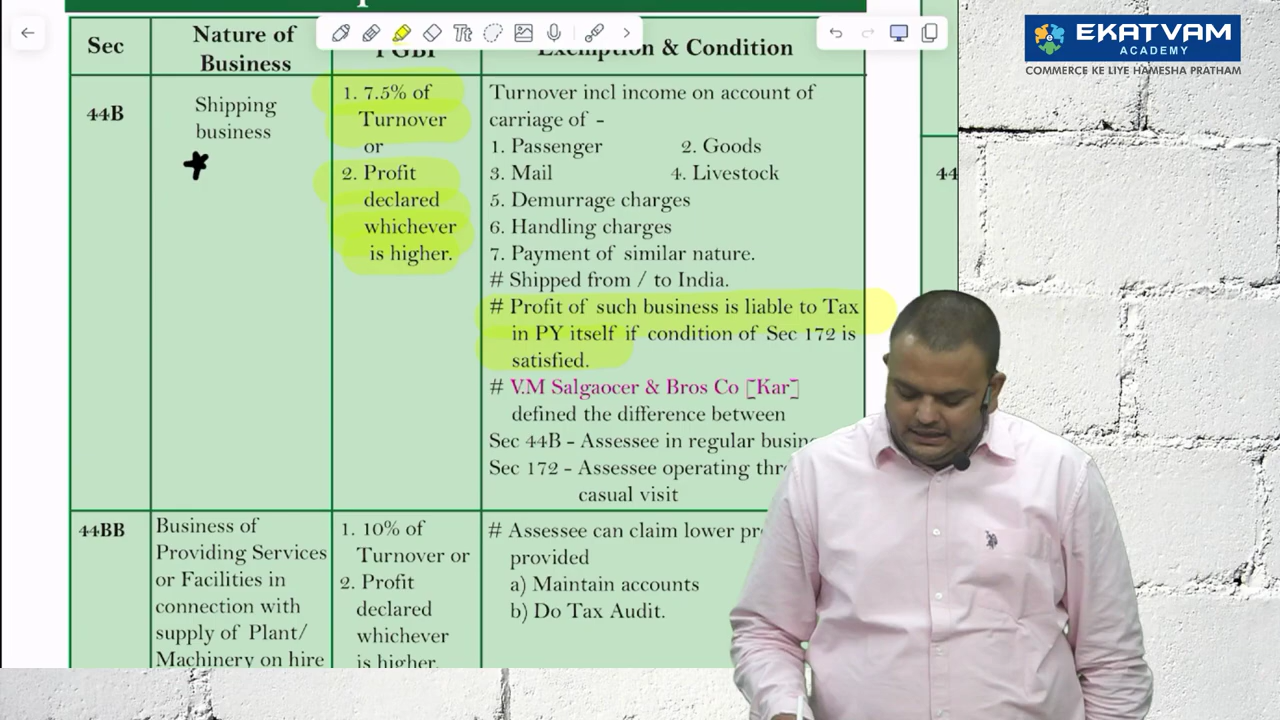 EKATVAM
ACADEMY
COMMERCE KE LIYE HAMESHA PRATHAM
Sec
Nature of
Business
Exemption & Condition
44B
Shipping
business
1. 7.5% of
Turnover
or
2. Profit
declared
whichever
is higher.
Turnover incl income on account of
carriage of -
1. Passenger 2. Goods
3. Mail 4. Livestock
5. Demurrage charges
6. Handling charges
7. Payment of similar nature.
# Shipped from / to India.
# Profit of such business is liable to Tax
in PY itself if condition of Sec 172 is
satisfied.
# V.M Salgaocer & Bros Co [Kar]
defined the difference between
Sec 44B - Assessee in regular
Sec 172 - Assessee operating
casual visit
44BB
Business of
Providing Services
or Facilities in
connection with
supply of Plant/
Machinery on hire
1. 10% of
Turnover or
2. Profit
declared
whichever
is higher.
# Assessee can claim lower
provided
a) Maintain accounts
b) Do Tax Audit.
44